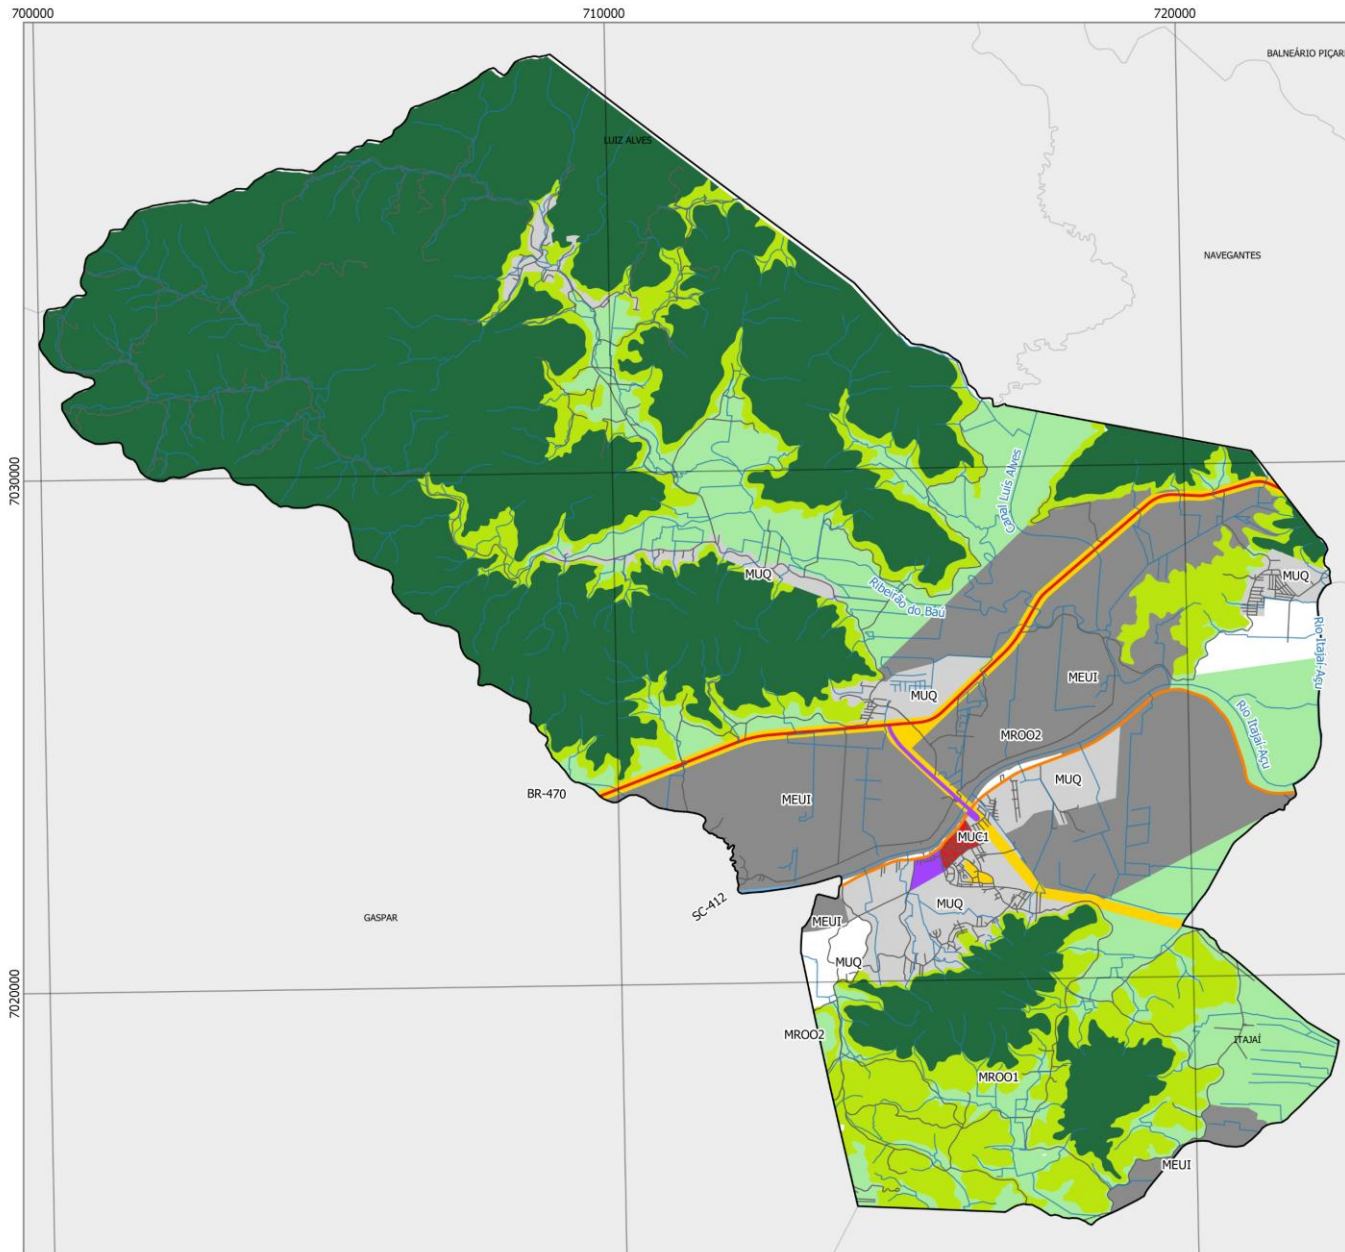 700000
710000
720000
BALNEÁRIO PIÇAR
LUIZ ALVES
NAVEGANTES
7030000
Canal Luis Alves
MUQ
MUQ
Ribeirão do Baú
Rio Itajaí-Açu
MEUI
MUQ
Rio Itajaí-Açu
MROO2
MUQ
BR-470
MEUI
MUC1
SC-412
MUQ
GASPAR
MEUI
MUQ
7020000
MROO2
ITAJAÍ
MROO1
MEUI